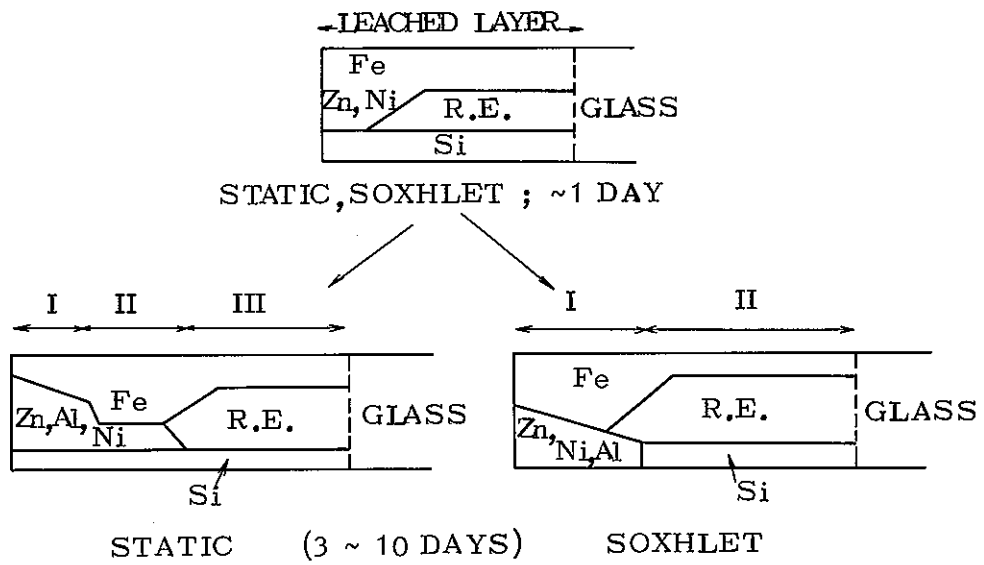 LEACHED LAYER
Fe
Zn, Ni
R.E.
GLASS
Si
STATIC, SOXHLET ; ~1 DAY
I II III
I II
Fe
Zn, Al,
Ni
R.E.
GLASS
Si
Fe
Zn,
Ni, Al
R.E.
GLASS
Si
STATIC (3 ~ 10 DAYS) SOXHLET